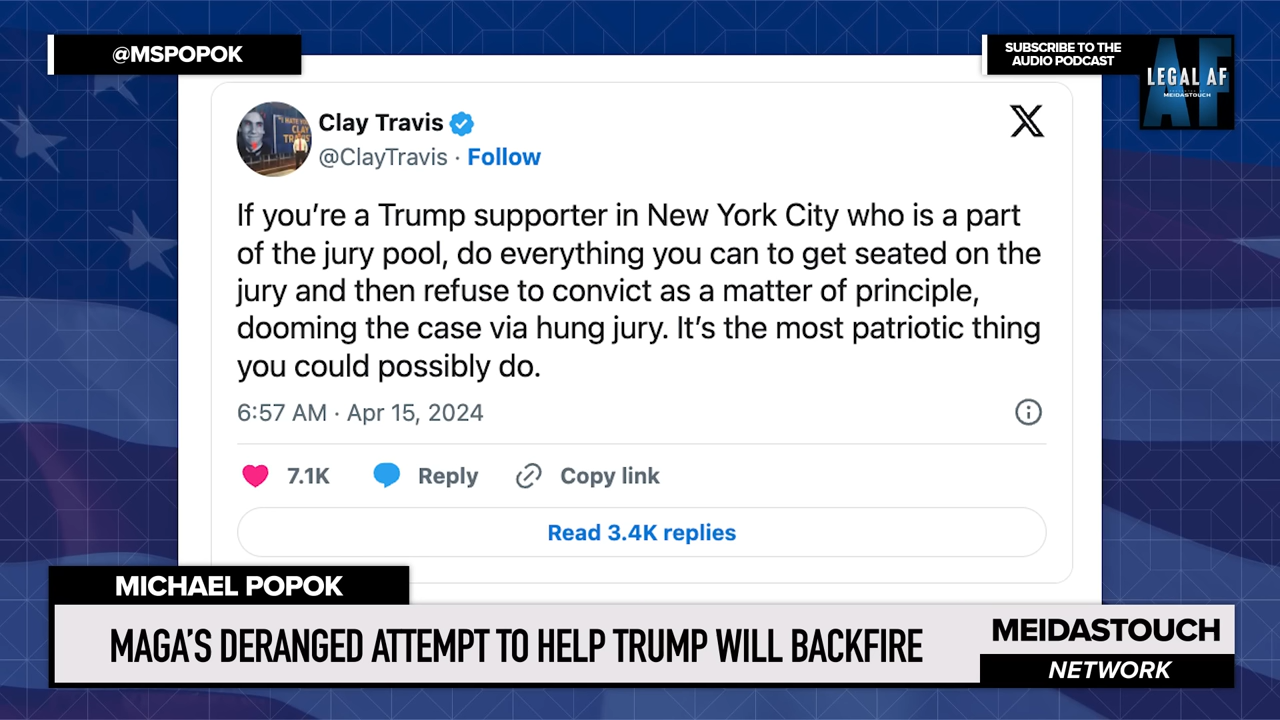 @MSPOPOK
SUBSCRIBE TO THE
AUDIO PODCAST
LEGAL AF
MEIDASTOUCH
Clay Travis
@ClayTravis · Follow
If you're a Trump supporter in New York City who is a part
of the jury pool, do everything you can to get seated on the
jury and then refuse to convict as a matter of principle,
dooming the case via hung jury. It's the most patriotic thing
you could possibly do.
6:57 AM · Apr 15, 2024
7.1K Reply Copy link
Read 3.4K replies
MICHAEL POPOK
MAGA'S DERANGED ATTEMPT TO HELP TRUMP WILL BACKFIRE
MEIDASTOUCH
NETWORK